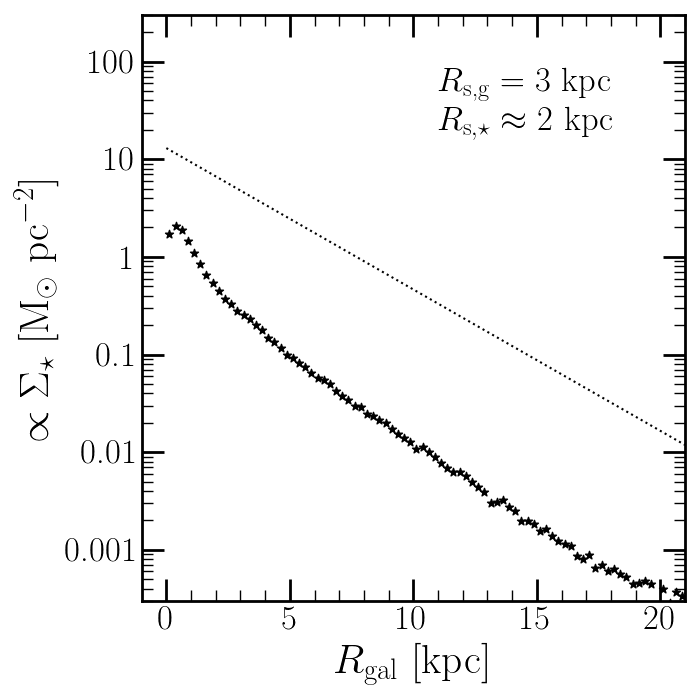 R_s,g = 3 kpc
R_s,⋆ ≈ 2 kpc
∝ Σ_⋆ [M_⊙ pc⁻²]
100
10
1
0.1
0.01
0.001
0 5 10 15 20
R_gal [kpc]